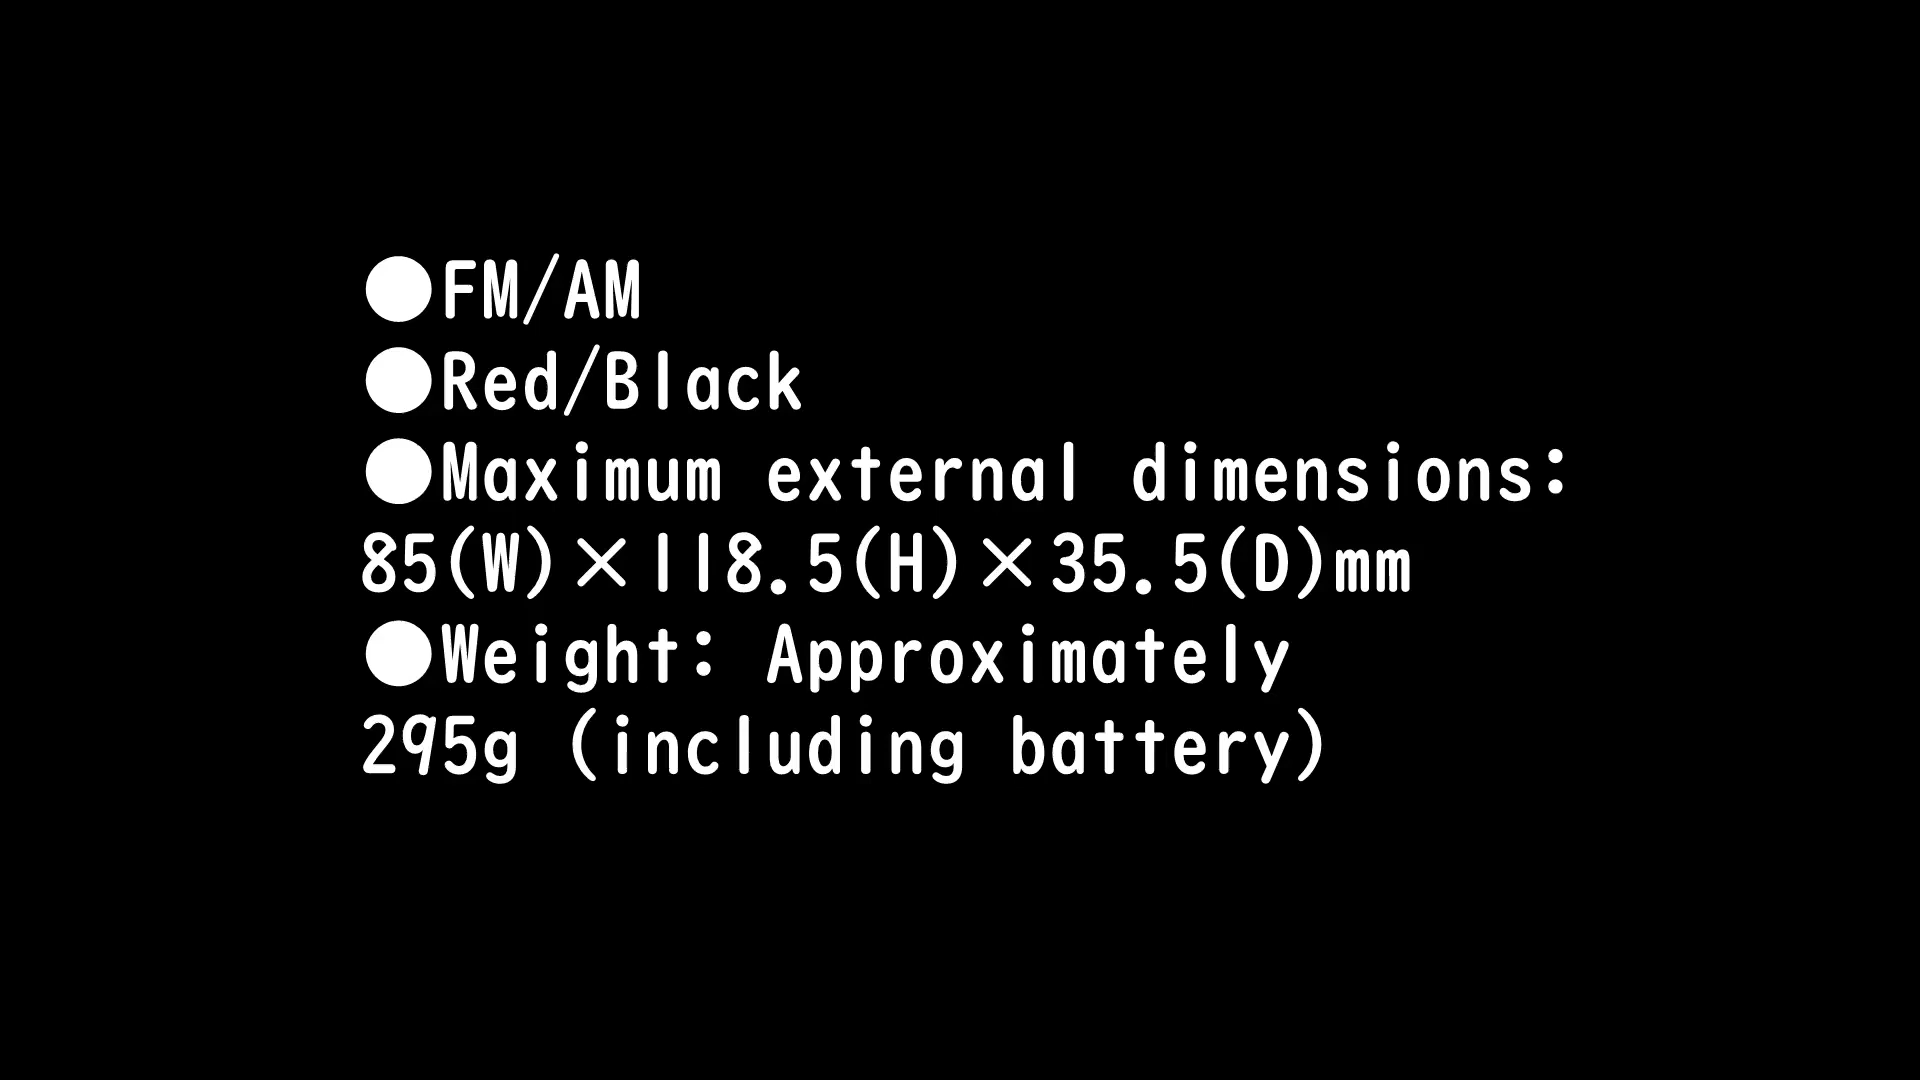 ●FM/AM
●Red/Black
●Maximum external dimensions:
85(W)×118.5(H)×35.5(D)mm
●Weight: Approximately
295g (including battery)